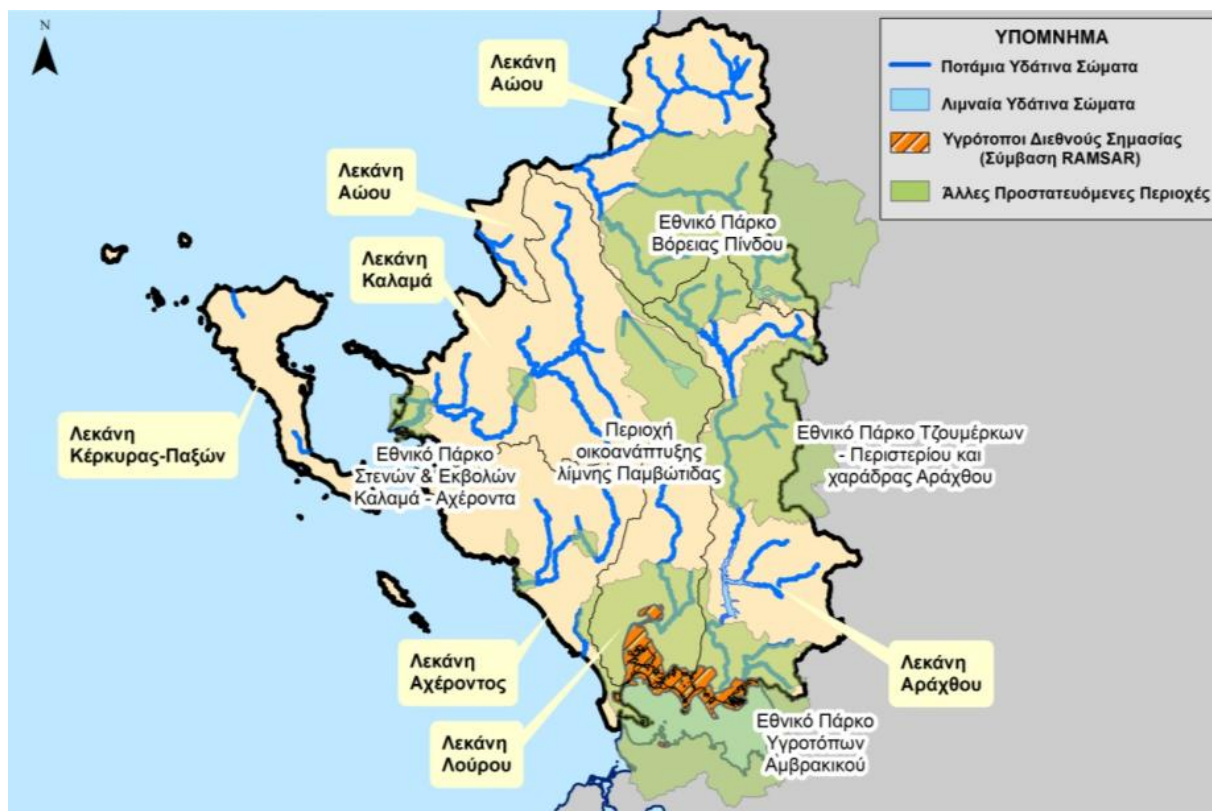 N
ΥΠΟΜΝΗΜΑ
Ποτάμια Υδάτινα Σώματα
Λιμναία Υδάτινα Σώματα
Υγρότοποι Διεθνούς Σημασίας
(Σύμβαση RAMSAR)
Άλλες Προστατευόμενες Περιοχές
Λεκάνη
Αώου
Λεκάνη
Αώου
Λεκάνη
Καλαμά
Εθνικό Πάρκο
Βόρειας Πίνδου
Λεκάνη
Κέρκυρας-Παξών
Εθνικό Πάρκο
Στενών & Εκβολών
Καλαμά - Αχέροντα
Περιοχή
οικοανάπτυξης
λίμνης Παμβώτιδας
Εθνικό Πάρκο Τζουμέρκων
- Περιστερίου και
χαράδρας Αράχθου
Λεκάνη
Αχέροντος
Λεκάνη
Λούρου
Λεκάνη
Αράχθου
Εθνικό Πάρκο
Υγροτόπων
Αμβρακικού